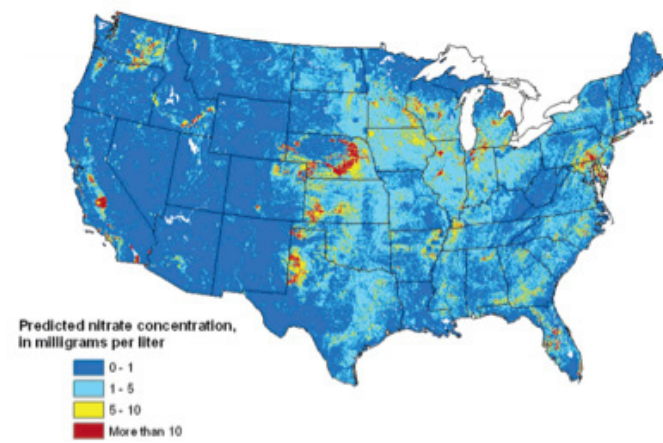 Predicted nitrate concentration,
in milligrams per liter
0 - 1
1 - 5
5 - 10
More than 10